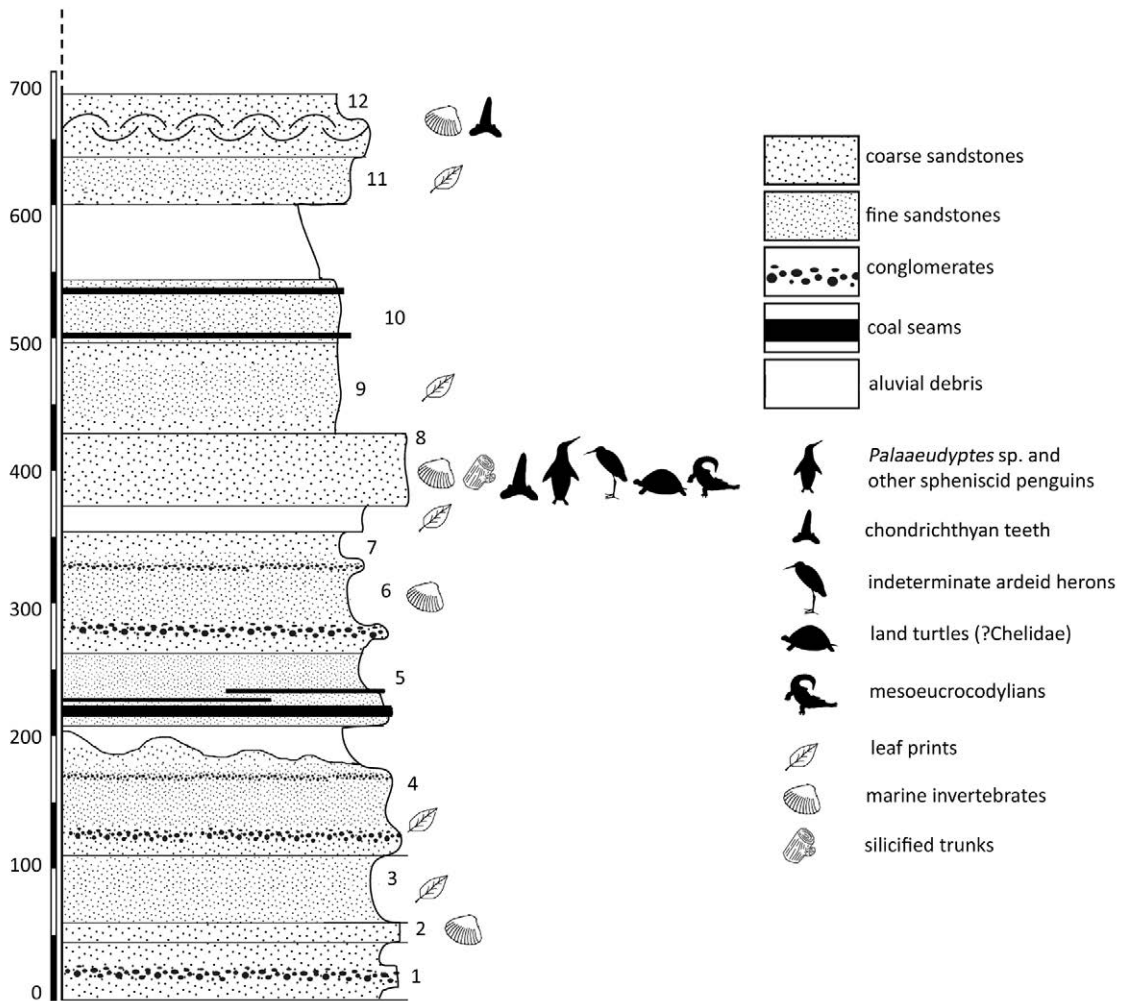 700
600
500
400
300
200
100
0
12
11
10
9
8
7
6
5
4
3
2
1
coarse sandstones
fine sandstones
conglomerates
coal seams
aluvial debris
Palaaeudyptes sp. and
other spheniscid penguins
chondrichthyan teeth
indeterminate ardeid herons
land turtles (?Chelidae)
mesoeucrocodylians
leaf prints
marine invertebrates
silicified trunks